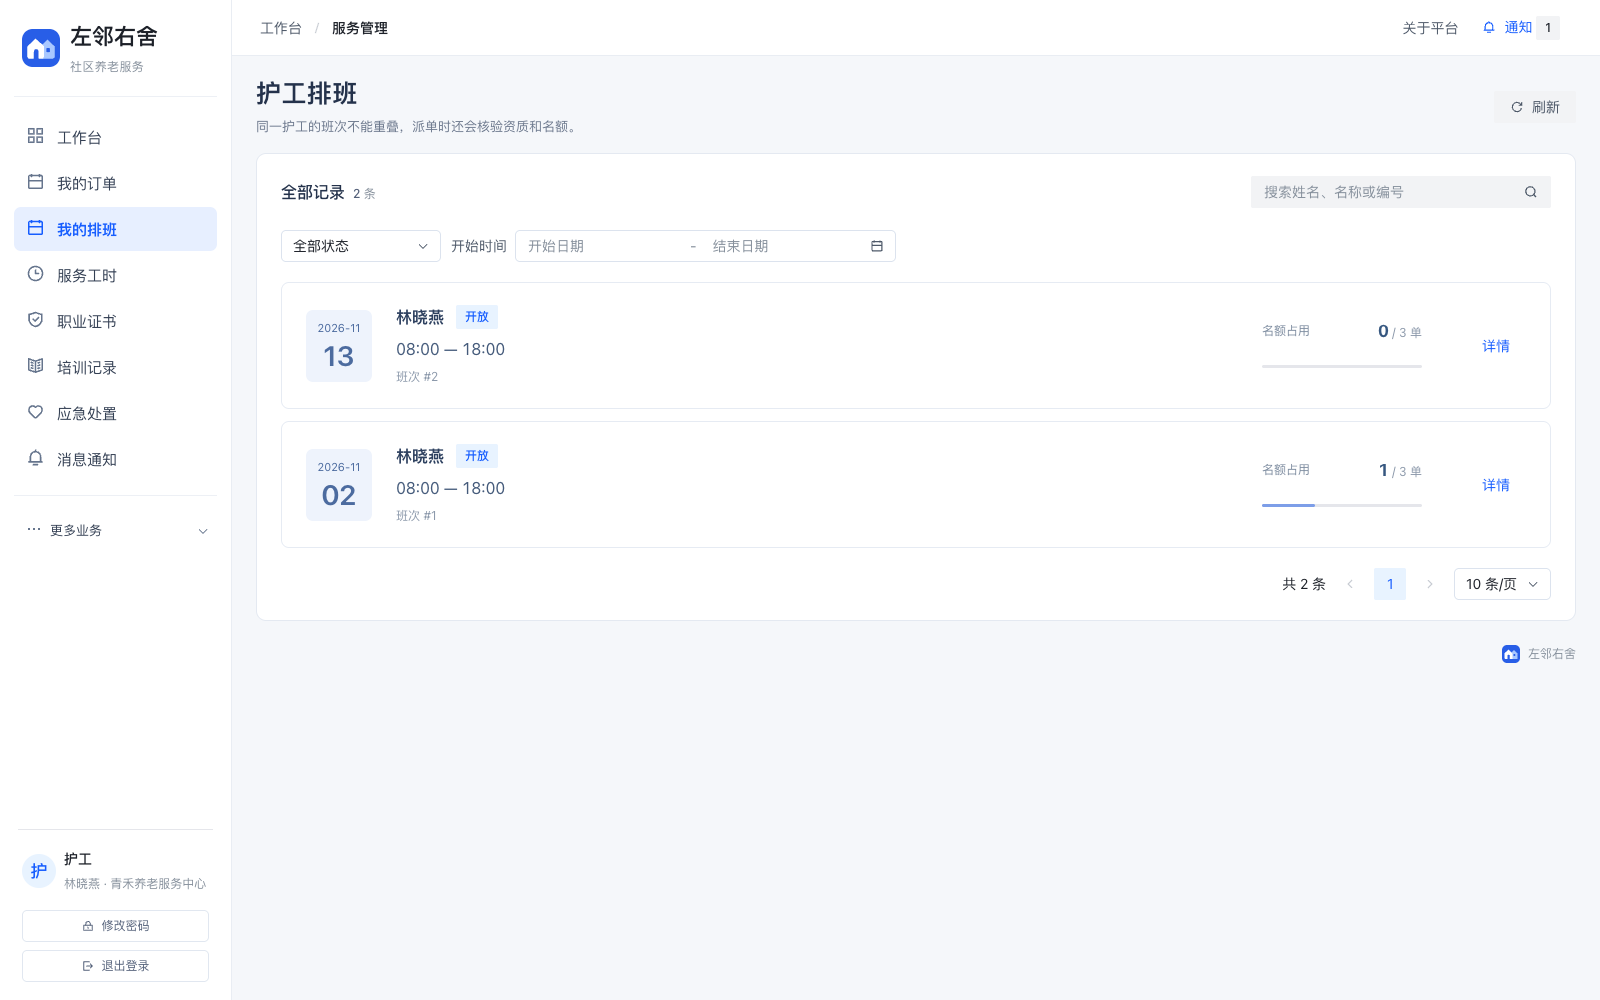 左邻右舍
社区养老服务
工作台
我的订单
我的排班
服务工时
职业证书
培训记录
应急处置
消息通知
更多业务
护
护工
林晓燕 · 青禾养老服务中心
修改密码
退出登录
工作台 / 服务管理
关于平台
通知 1
护工排班
同一护工的班次不能重叠，派单时还会核验资质和名额。
刷新
全部记录 2 条
搜索姓名、名称或编号
全部状态
开始时间
开始日期 - 结束日期
2026-11
13
林晓燕 开放
08:00 — 18:00
班次 #2
名额占用 0 / 3 单
详情
2026-11
02
林晓燕 开放
08:00 — 18:00
班次 #1
名额占用 1 / 3 单
详情
共 2 条
1
10 条/页
左邻右舍